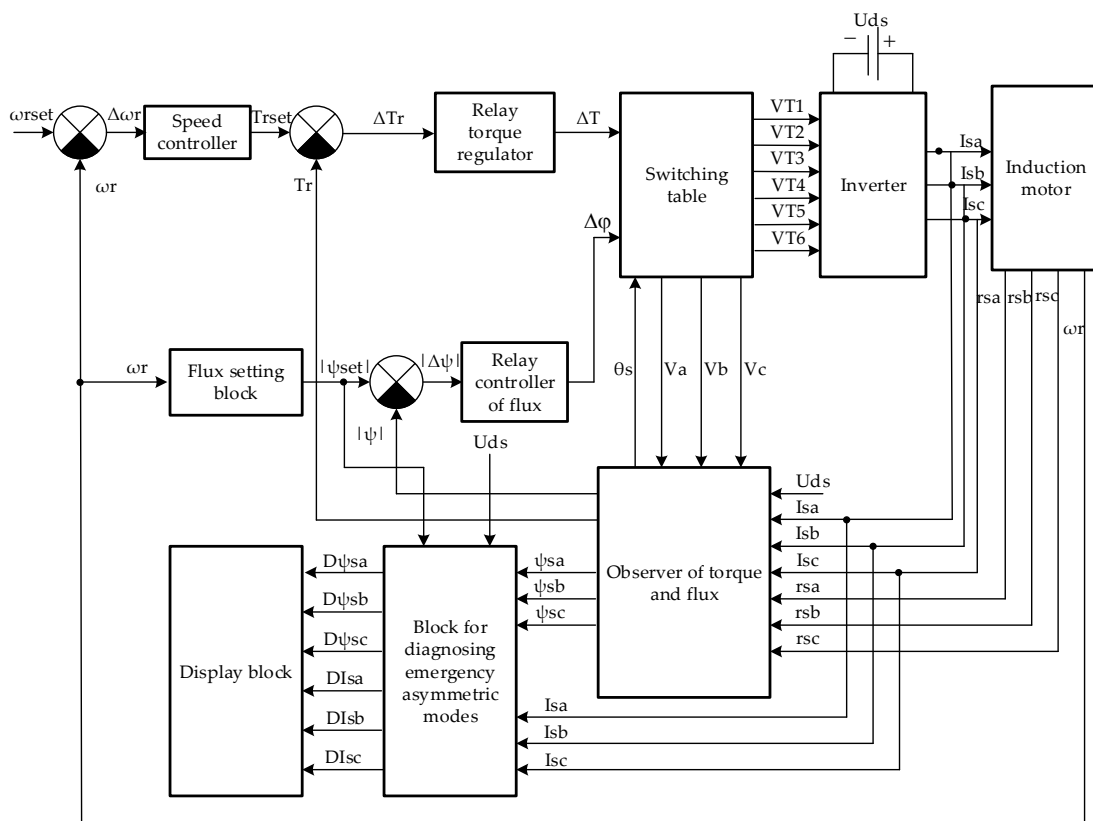 Uds
− +
ωrset
Δωr
Speed
controller
Trset
ΔTr
Relay
torque
regulator
ΔT
Switching
table
VT1
VT2
VT3
VT4
VT5
VT6
Inverter
Isa
Isb
Isc
Induction
motor
ωr
Tr
Δφ
rsa
rsb
rsc
ωr
ωr
Flux setting
block
|ψset|
|Δψ|
Relay
controller
of flux
θs
Va
Vb
Vc
|ψ|
Uds
Uds
Isa
Isb
Isc
rsa
rsb
rsc
Observer of torque
and flux
ψsa
ψsb
ψsc
Isa
Isb
Isc
Block for
diagnosing
emergency
asymmetric
modes
Dψsa
Dψsb
Dψsc
DIsa
DIsb
DIsc
Display block